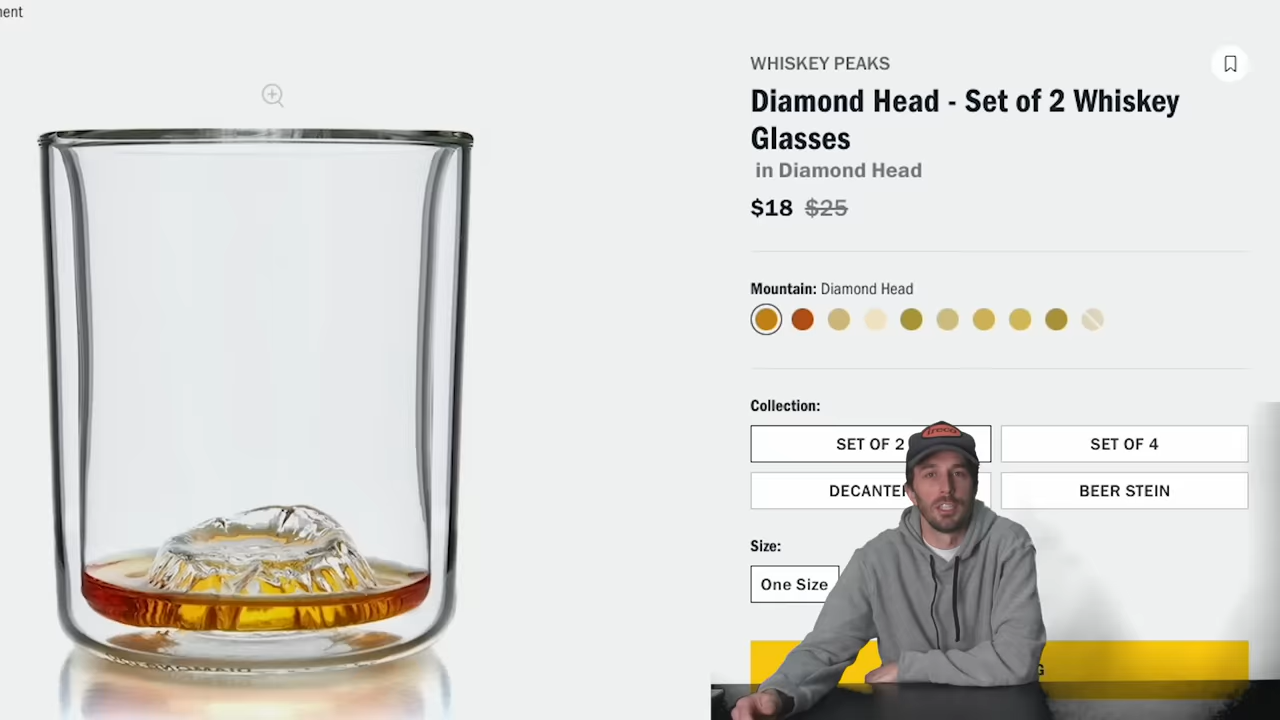 WHISKEY PEAKS
Diamond Head - Set of 2 Whiskey
Glasses
in Diamond Head
$18 $25
Mountain: Diamond Head
Collection:
SET OF 2
SET OF 4
BEER STEIN
Size:
One Size